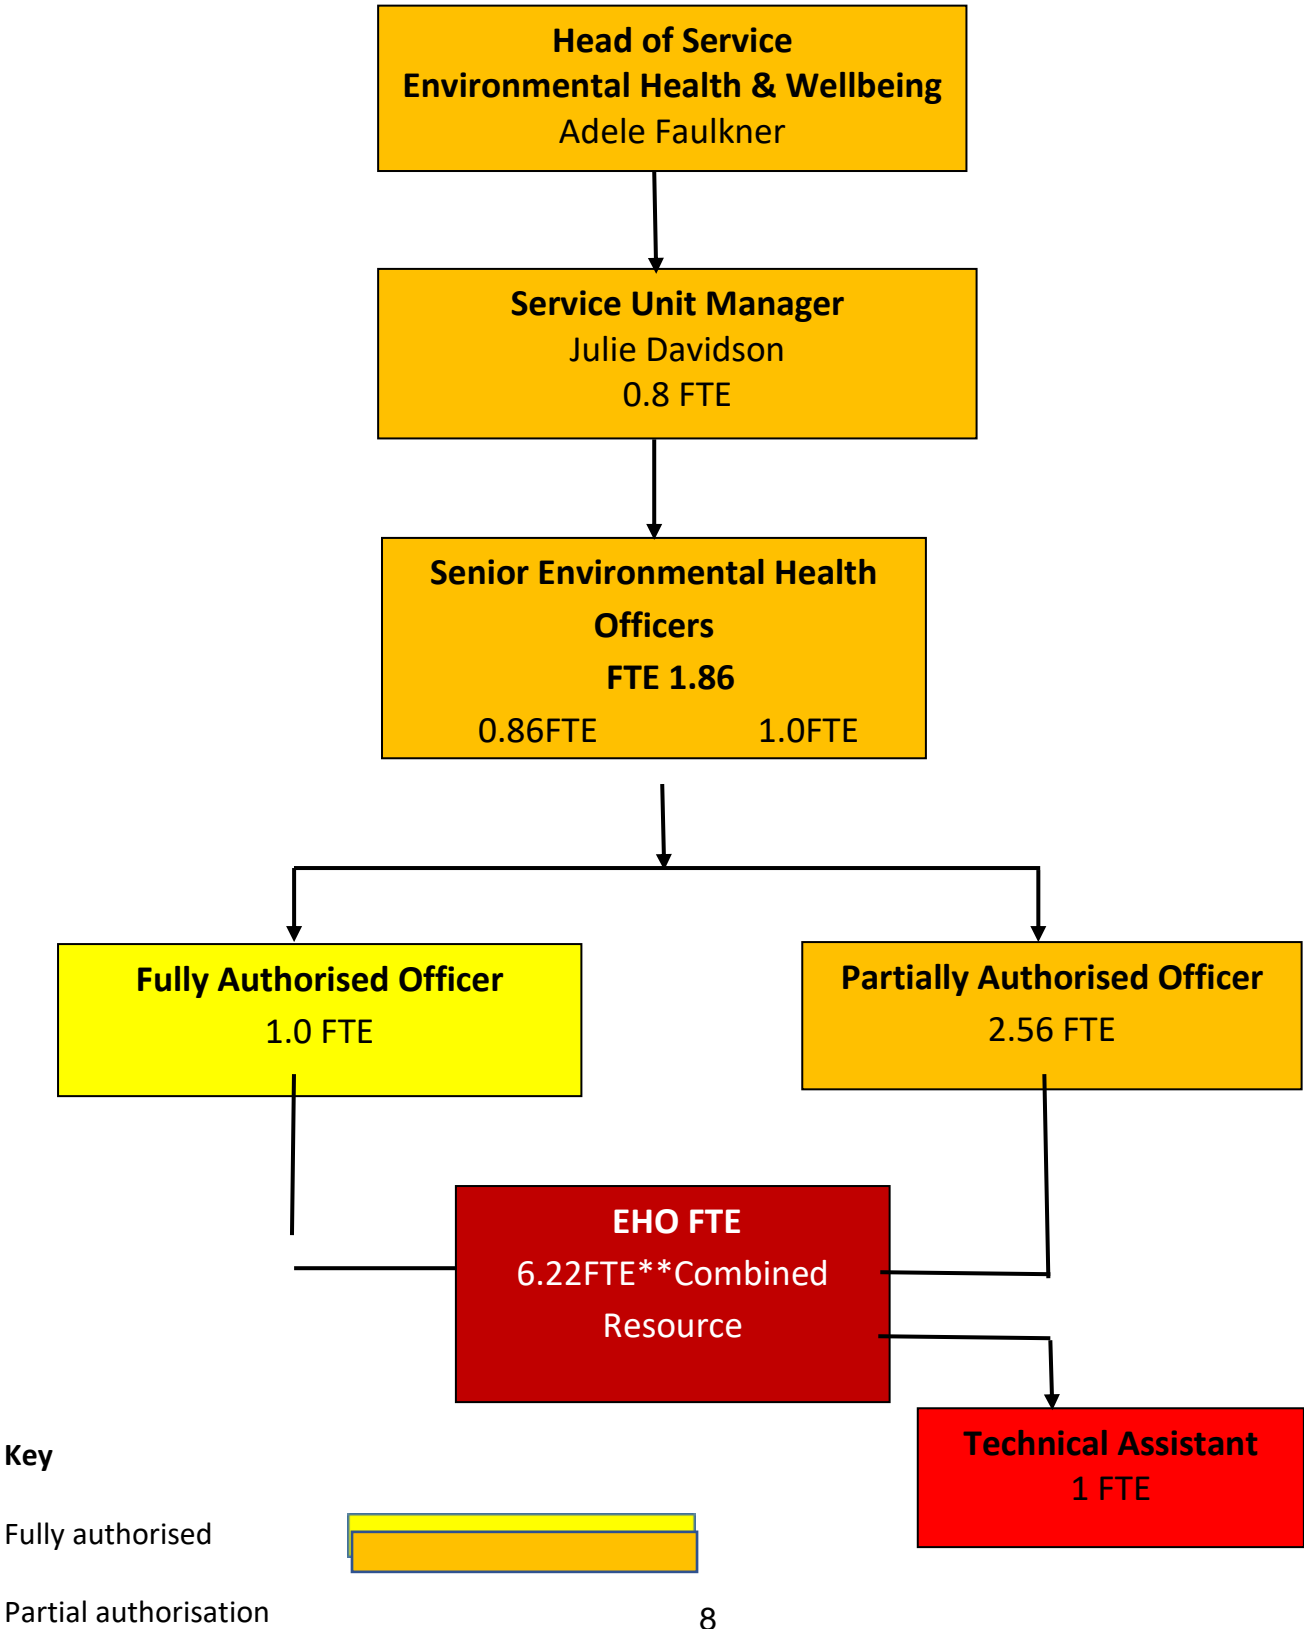 Head of Service
Environmental Health & Wellbeing
Adele Faulkner
Service Unit Manager
Julie Davidson
0.8 FTE
Senior Environmental Health
Officers
FTE 1.86
0.86FTE 1.0FTE
Fully Authorised Officer
1.0 FTE
Partially Authorised Officer
2.56 FTE
EHO FTE
6.22FTE**Combined
Resource
Technical Assistant
1 FTE
Key
Fully authorised
Partial authorisation
8